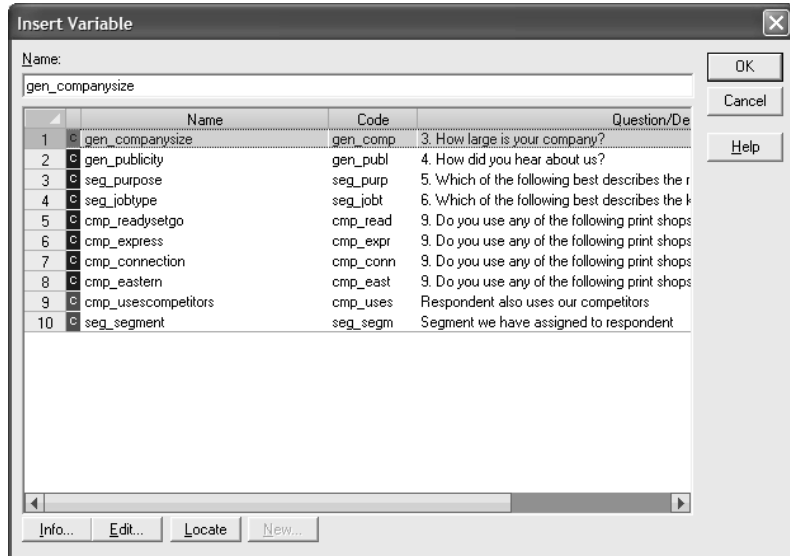 Insert Variable
Name:
gen_companysize
OK
Cancel
Help
Name Code Question/De
1 C gen_companysize gen_comp 3. How large is your company?
2 C gen_publicity gen_publ 4. How did you hear about us?
3 C seg_purpose seg_purp 5. Which of the following best describes the r
4 C seg_jobtype seg_jobt 6. Which of the following best describes the k
5 C cmp_readysetgo cmp_read 9. Do you use any of the following print shops
6 C cmp_express cmp_expr 9. Do you use any of the following print shops
7 C cmp_connection cmp_conn 9. Do you use any of the following print shops
8 C cmp_eastern cmp_east 9. Do you use any of the following print shops
9 C cmp_usescompetitors cmp_uses Respondent also uses our competitors
10 C seg_segment seg_segm Segment we have assigned to respondent
Info... Edit... Locate New...